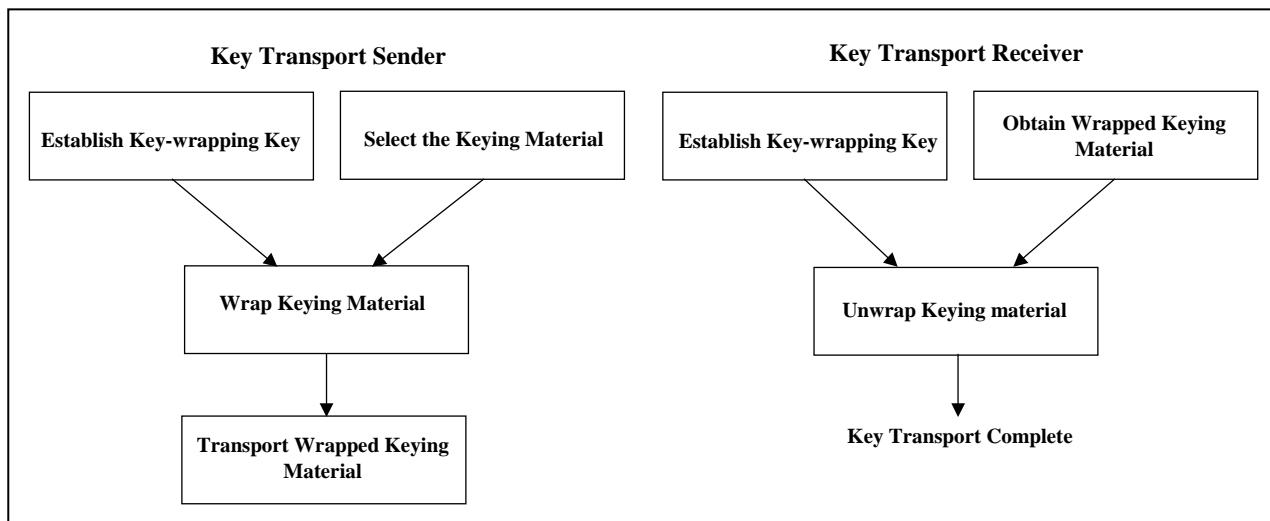 Key Transport Sender
Establish Key-wrapping Key
Select the Keying Material
Wrap Keying Material
Transport Wrapped Keying
Material
Key Transport Receiver
Establish Key-wrapping Key
Obtain Wrapped Keying
Material
Unwrap Keying material
Key Transport Complete